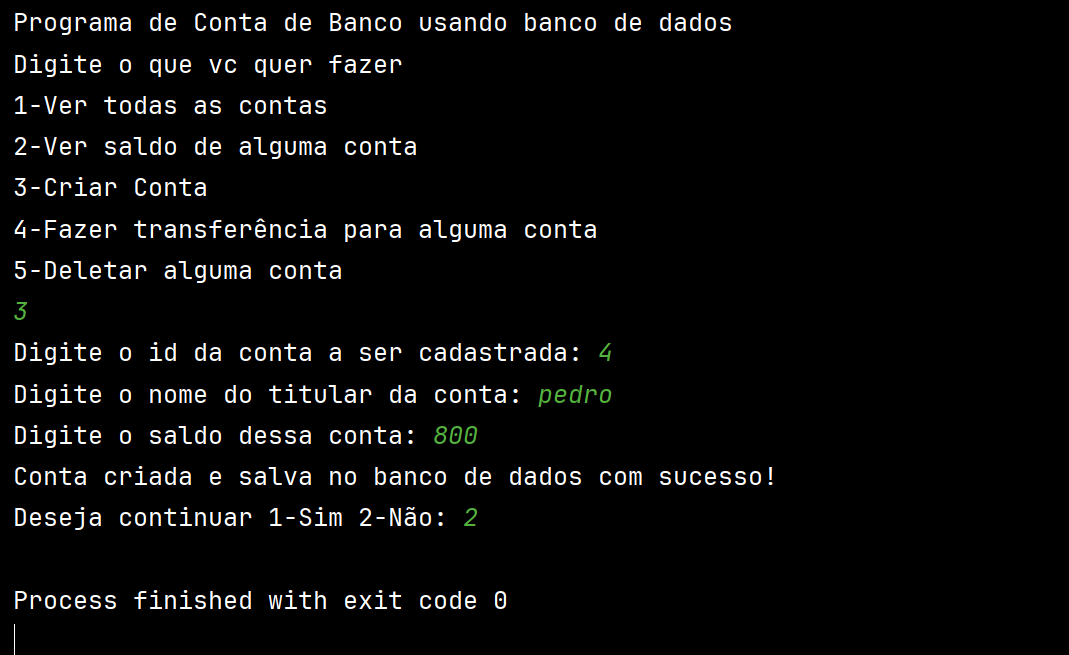 Programa de Conta de Banco usando banco de dados
Digite o que vc quer fazer
1-Ver todas as contas
2-Ver saldo de alguma conta
3-Criar Conta
4-Fazer transferência para alguma conta
5-Deletar alguma conta
3
Digite o id da conta a ser cadastrada: 4
Digite o nome do titular da conta: pedro
Digite o saldo dessa conta: 800
Conta criada e salva no banco de dados com sucesso!
Deseja continuar 1-Sim 2-Não: 2
Process finished with exit code 0